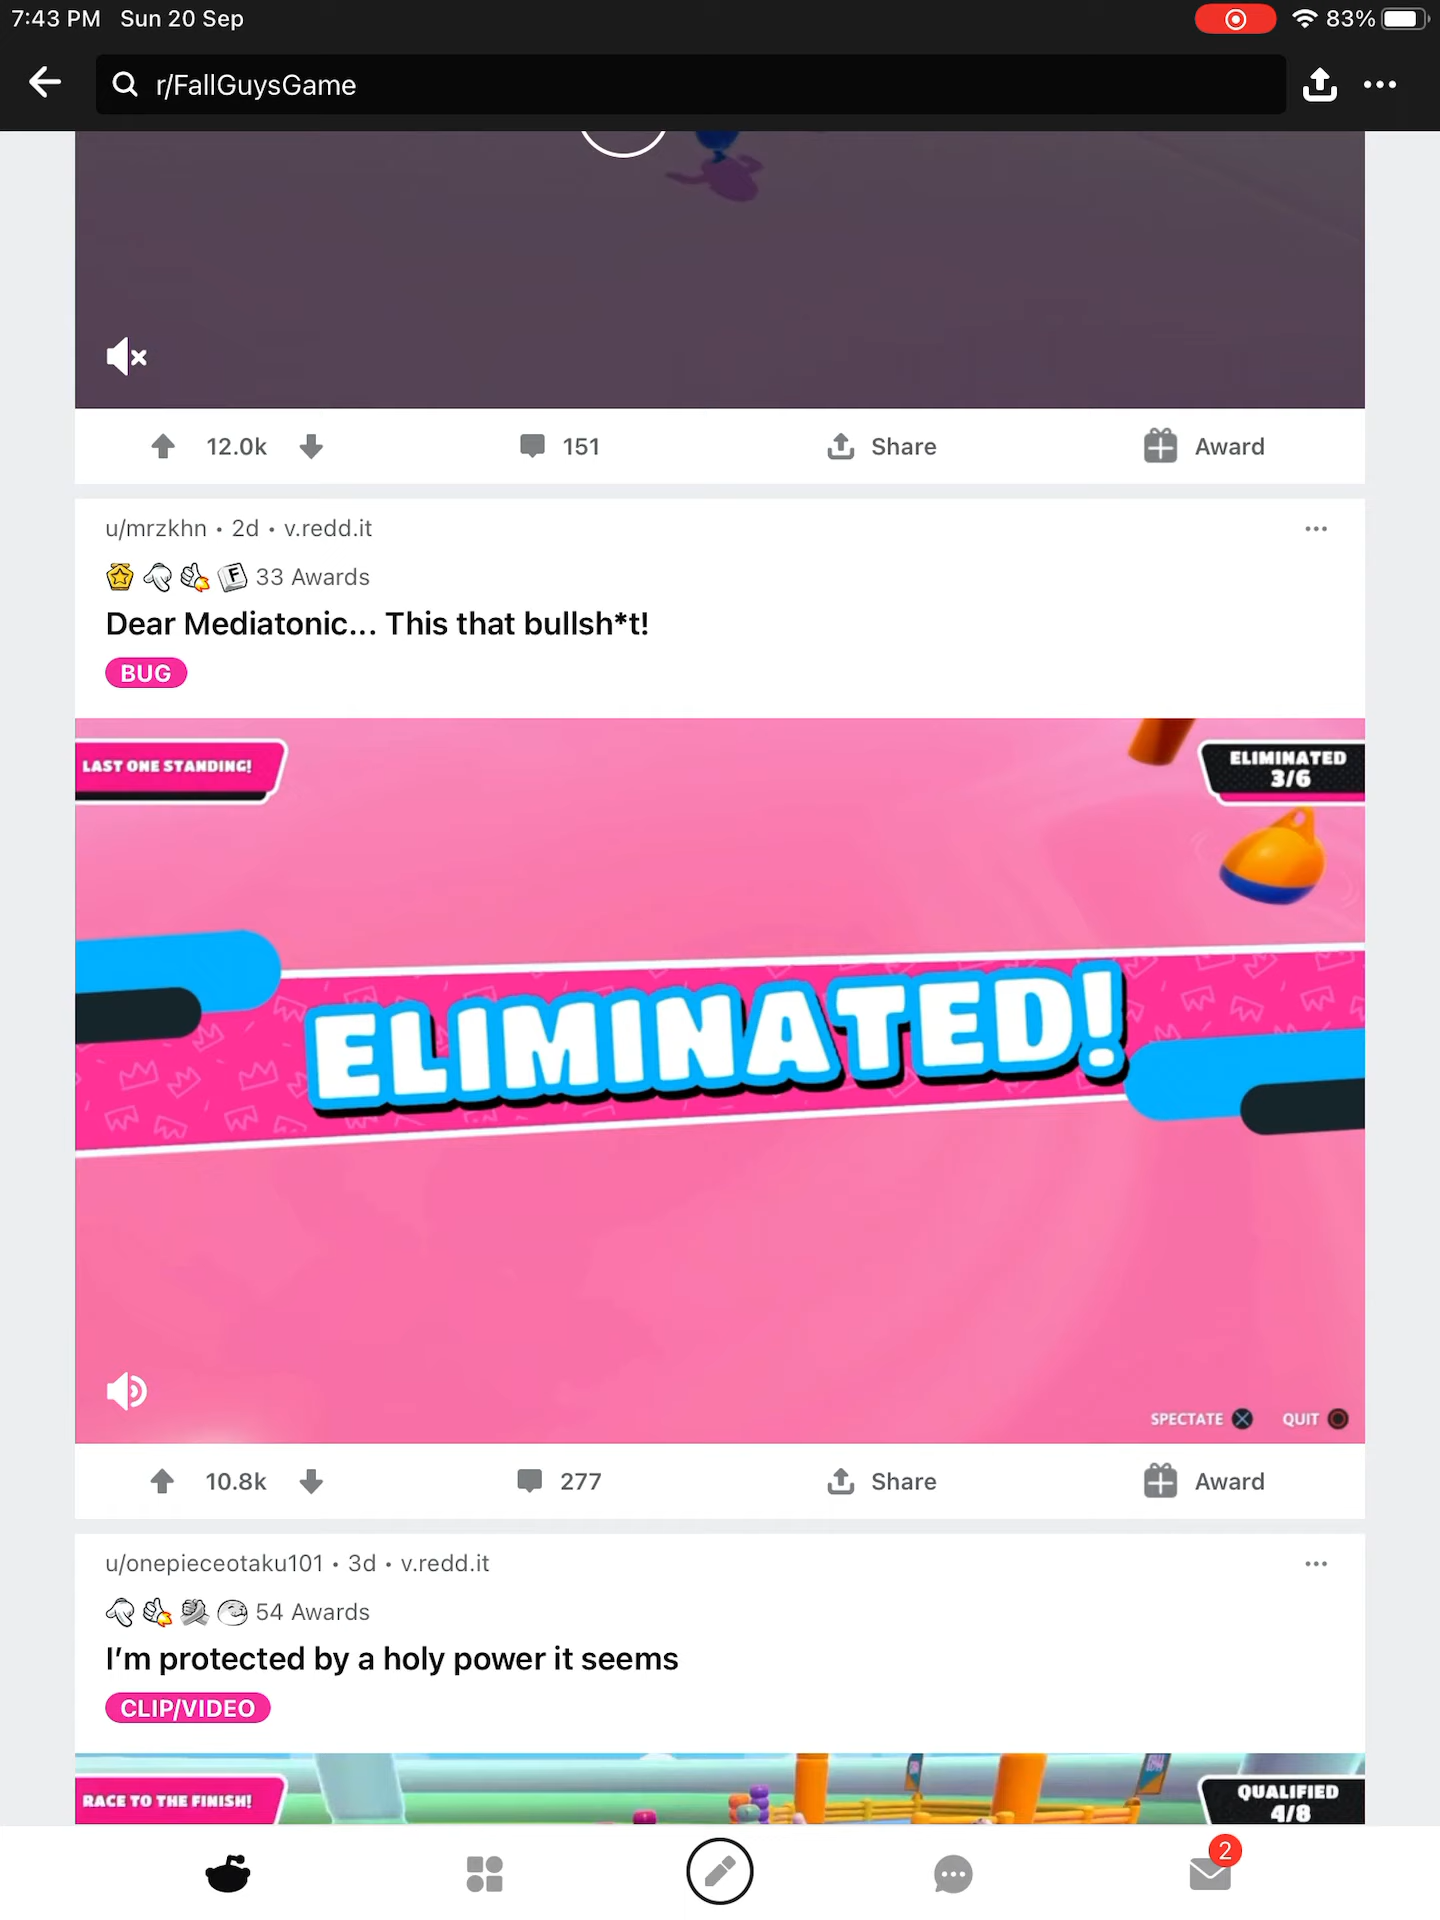 7:43 PM Sun 20 Sep 83%
r/FallGuysGame
12.0k 151 Share Award
u/mrzkhn • 2d • v.redd.it
F 33 Awards
Dear Mediatonic... This that bullsh*t!
BUG
LAST ONE STANDING!
ELIMINATED
3/6
ELIMINATED!
SPECTATE QUIT
10.8k 277 Share Award
u/onepieceotaku101 • 3d • v.redd.it
54 Awards
I'm protected by a holy power it seems
CLIP/VIDEO
RACE TO THE FINISH!
QUALIFIED
4/8
2